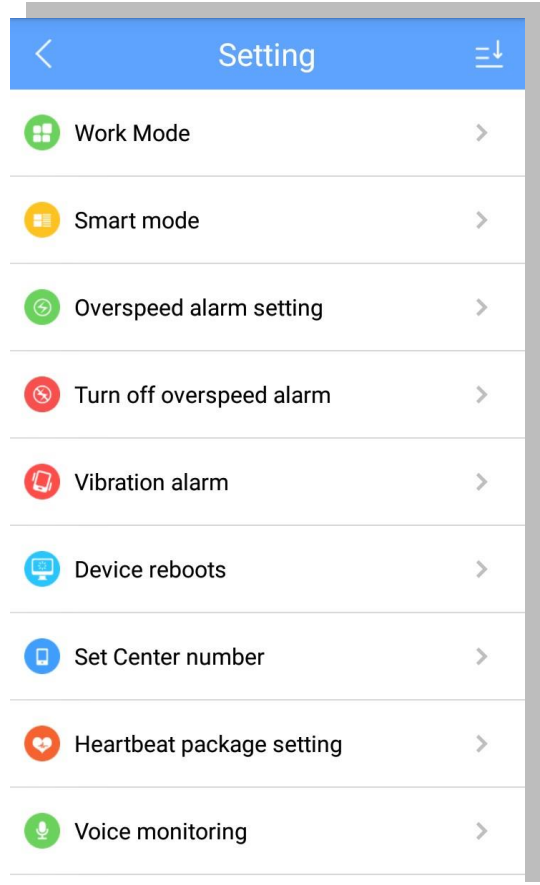 Setting
Work Mode
Smart mode
Overspeed alarm setting
Turn off overspeed alarm
Vibration alarm
Device reboots
Set Center number
Heartbeat package setting
Voice monitoring